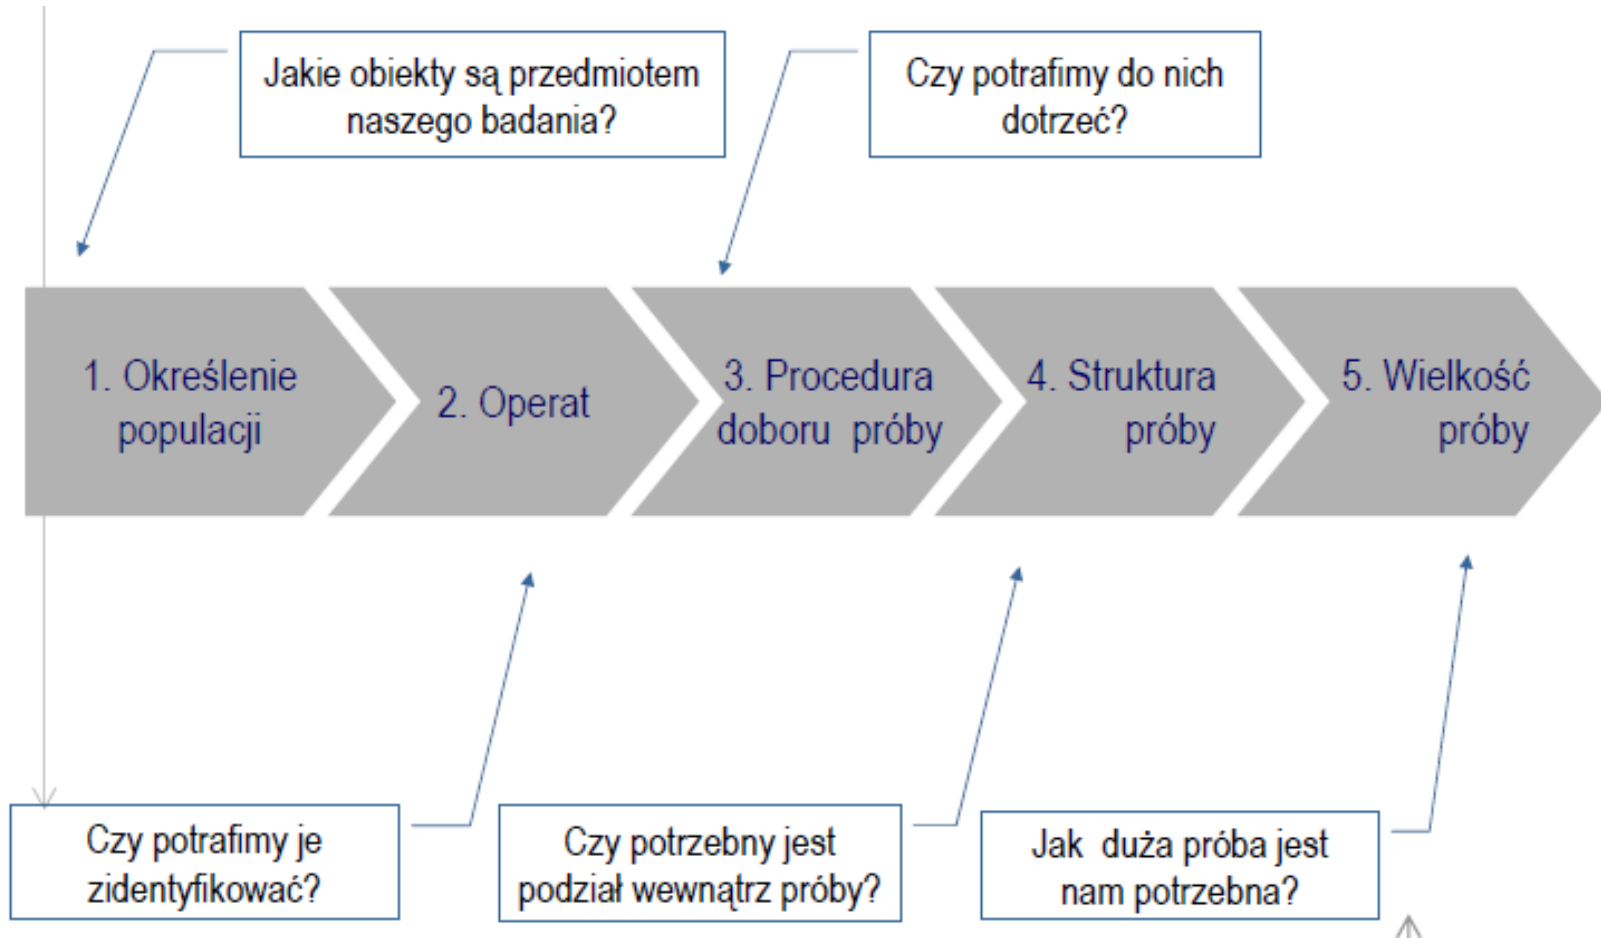 Jakie obiekty są przedmiotem
naszego badania?
Czy potrafimy do nich
dotrzeć?
1. Określenie
populacji
2. Operat
3. Procedura
doboru próby
4. Struktura
próby
5. Wielkość
próby
Czy potrafimy je
zidentyfikować?
Czy potrzebny jest
podział wewnątrz próby?
Jak duża próba jest
nam potrzebna?